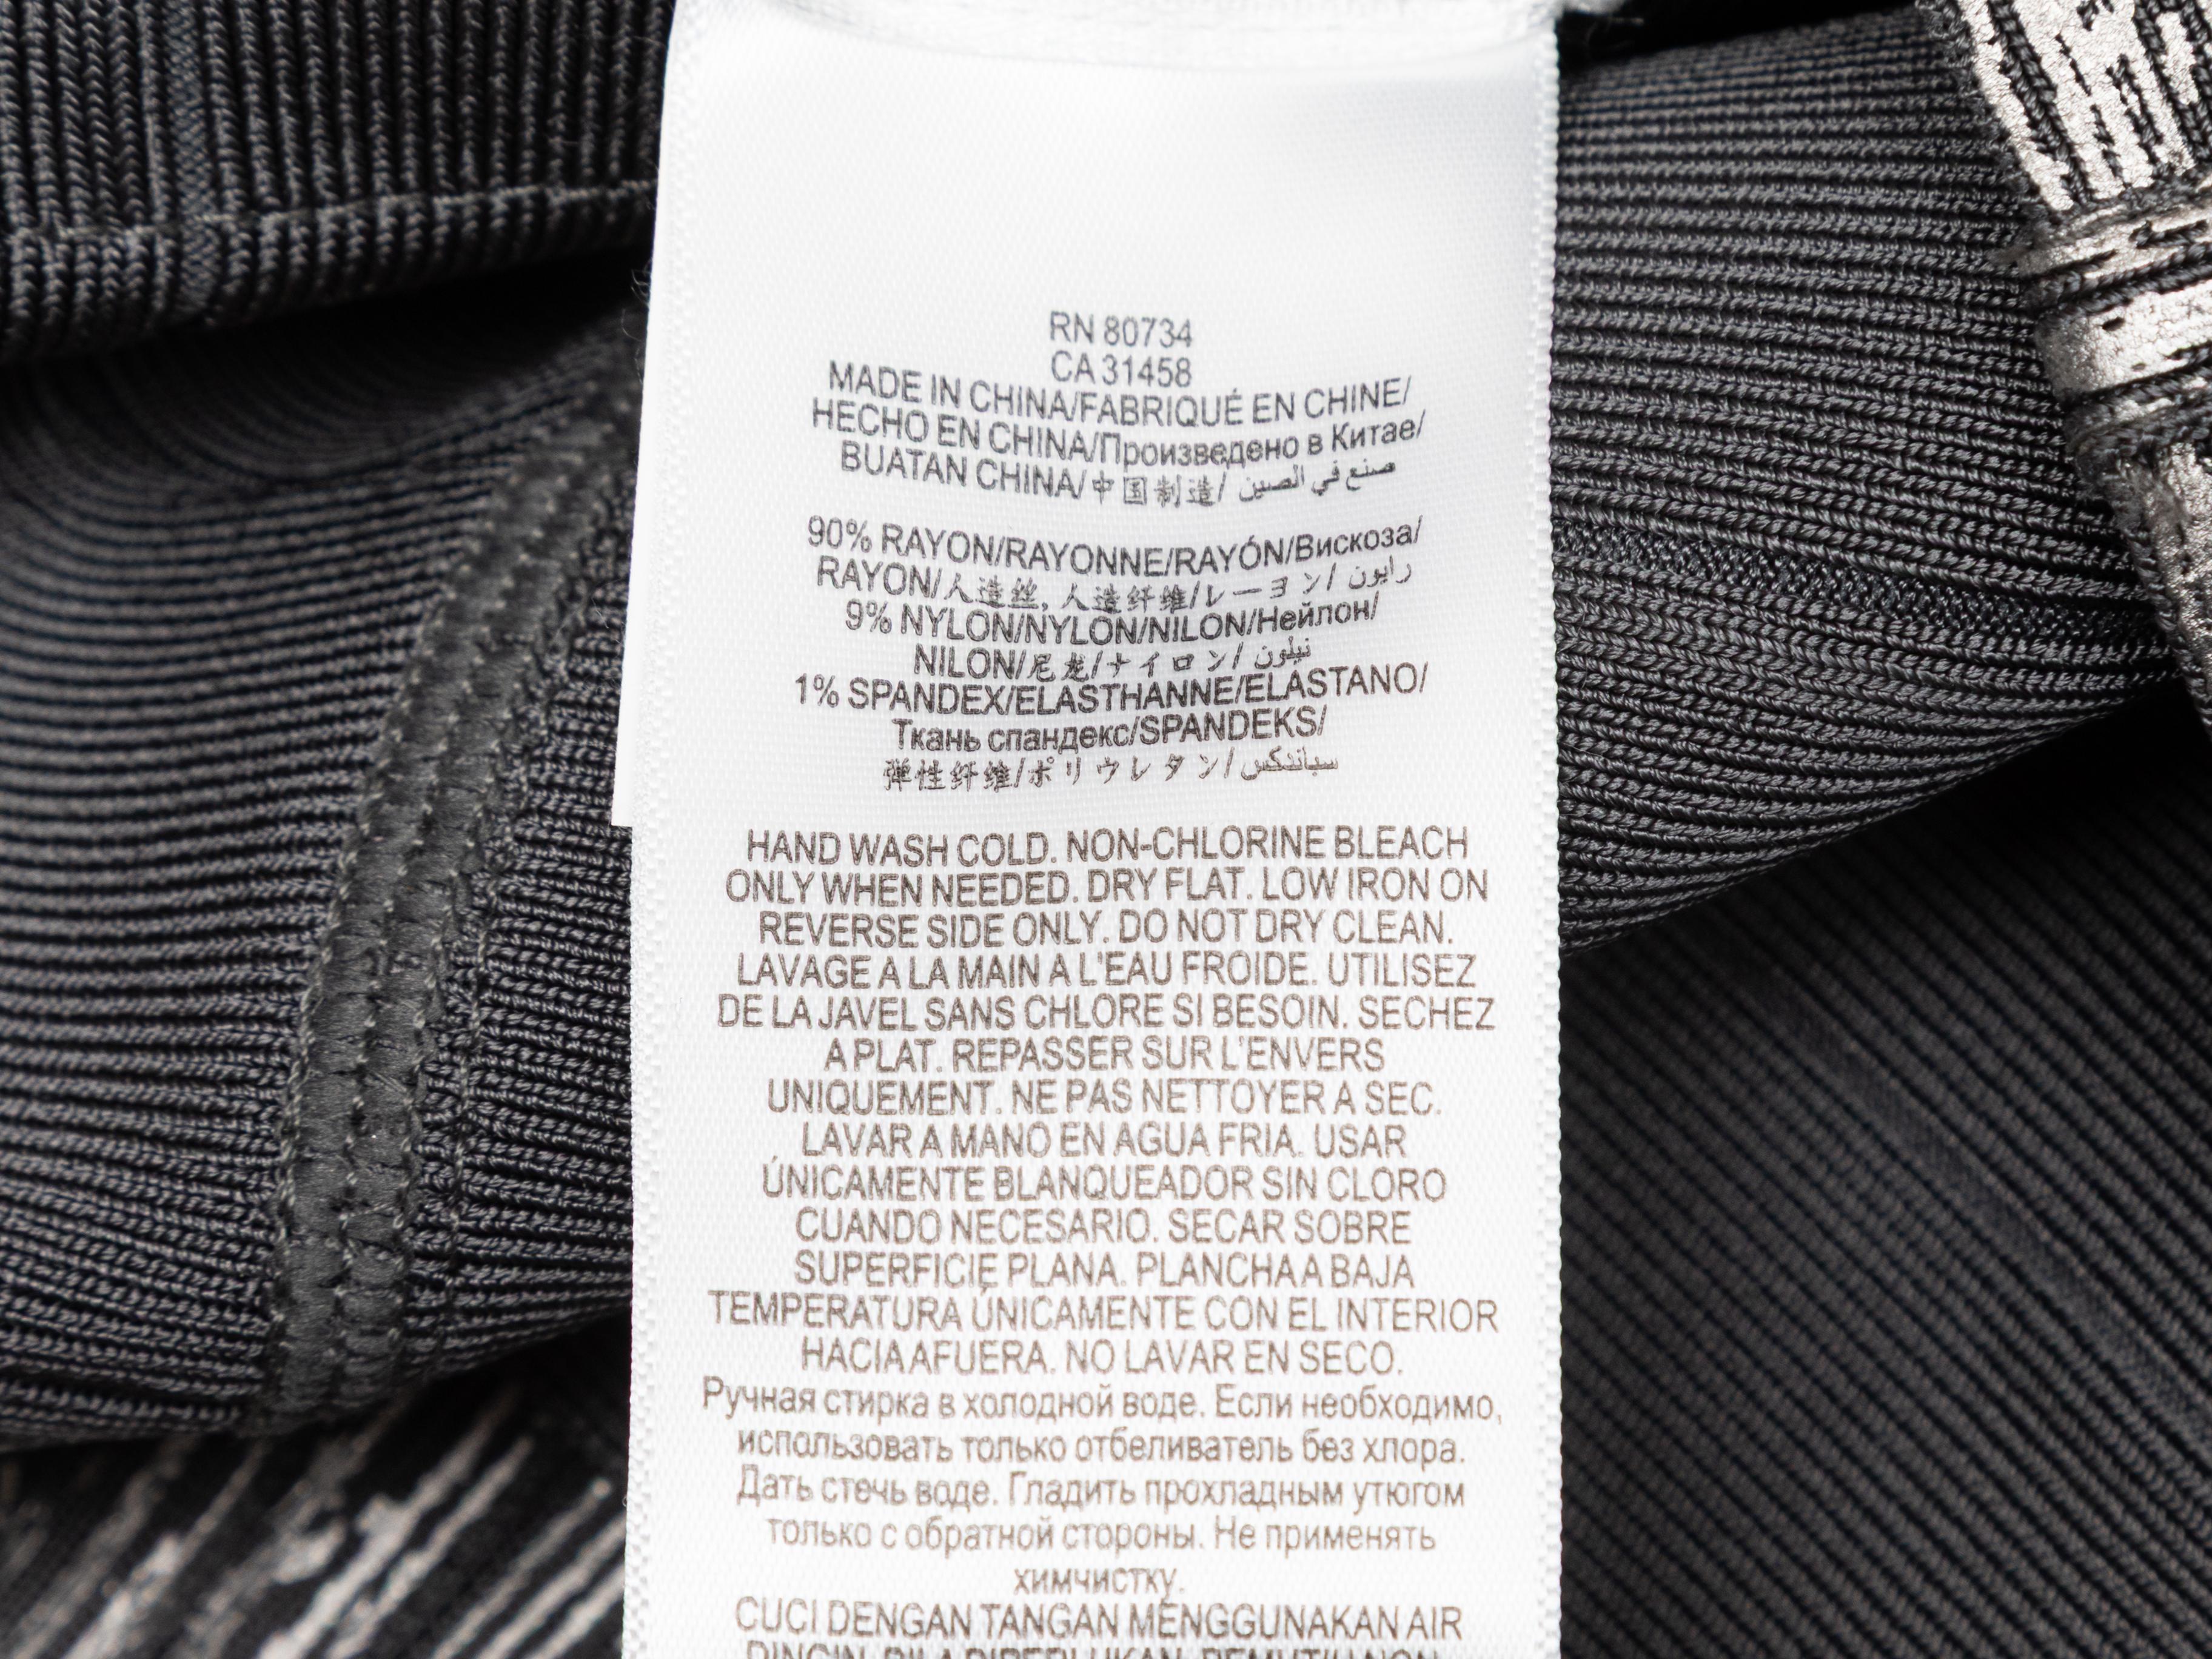 RN 80734
CA 31458
MADE IN CHINA/FABRIQUÉ EN CHINE/
HECHO EN CHINA/Произведено в Китае/
BUATAN CHINA/中国制造/ صنع في الصين
90% RAYON/RAYONNE/RAYÓN/Вискоза/
RAYON/人造丝, 人造纤维/レーヨン/ رايون
9% NYLON/NYLON/NILON/Нейлон/
NILON/尼龙/ナイロン/ نيلون
1% SPANDEX/ELASTHANNE/ELASTANO/
Ткань спандекс/SPANDEKS/
弹性纤维/ポリウレタン/ سباندكس
HAND WASH COLD. NON-CHLORINE BLEACH
ONLY WHEN NEEDED. DRY FLAT. LOW IRON ON
REVERSE SIDE ONLY. DO NOT DRY CLEAN.
LAVAGE A LA MAIN A L'EAU FROIDE. UTILISEZ
DE LA JAVEL SANS CHLORE SI BESOIN. SECHEZ
A PLAT. REPASSER SUR L'ENVERS
UNIQUEMENT. NE PAS NETTOYER A SEC.
LAVAR A MANO EN AGUA FRIA. USAR
ÚNICAMENTE BLANQUEADOR SIN CLORO
CUANDO NECESARIO. SECAR SOBRE
SUPERFICIE PLANA. PLANCHA A BAJA
TEMPERATURA ÚNICAMENTE CON EL INTERIOR
HACIA AFUERA. NO LAVAR EN SECO.
Ручная стирка в холодной воде. Если необходимо,
использовать только отбеливатель без хлора.
Дать стечь воде. Гладить прохладным утюгом
только с обратной стороны. Не применять
химчистку.
CUCI DENGAN TANGAN MENGGUNAKAN AIR
DINGIN. BILA DIPERLUKAN, PEMUTIH NON